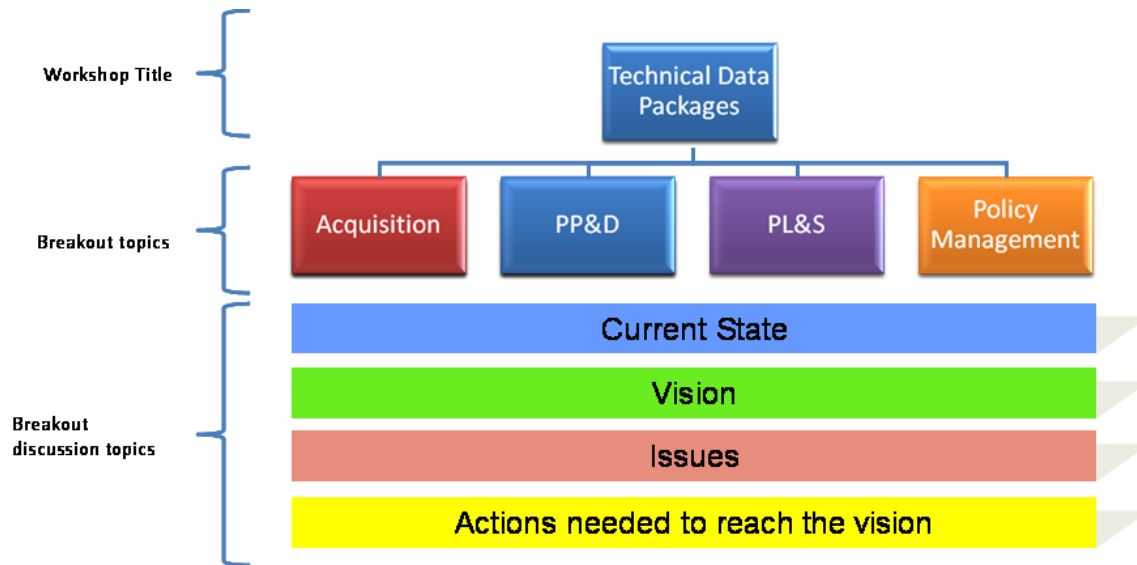 Workshop Title
Technical Data
Packages
Breakout topics
Acquisition
PP&D
PL&S
Policy
Management
Breakout
discussion topics
Current State
Vision
Issues
Actions needed to reach the vision